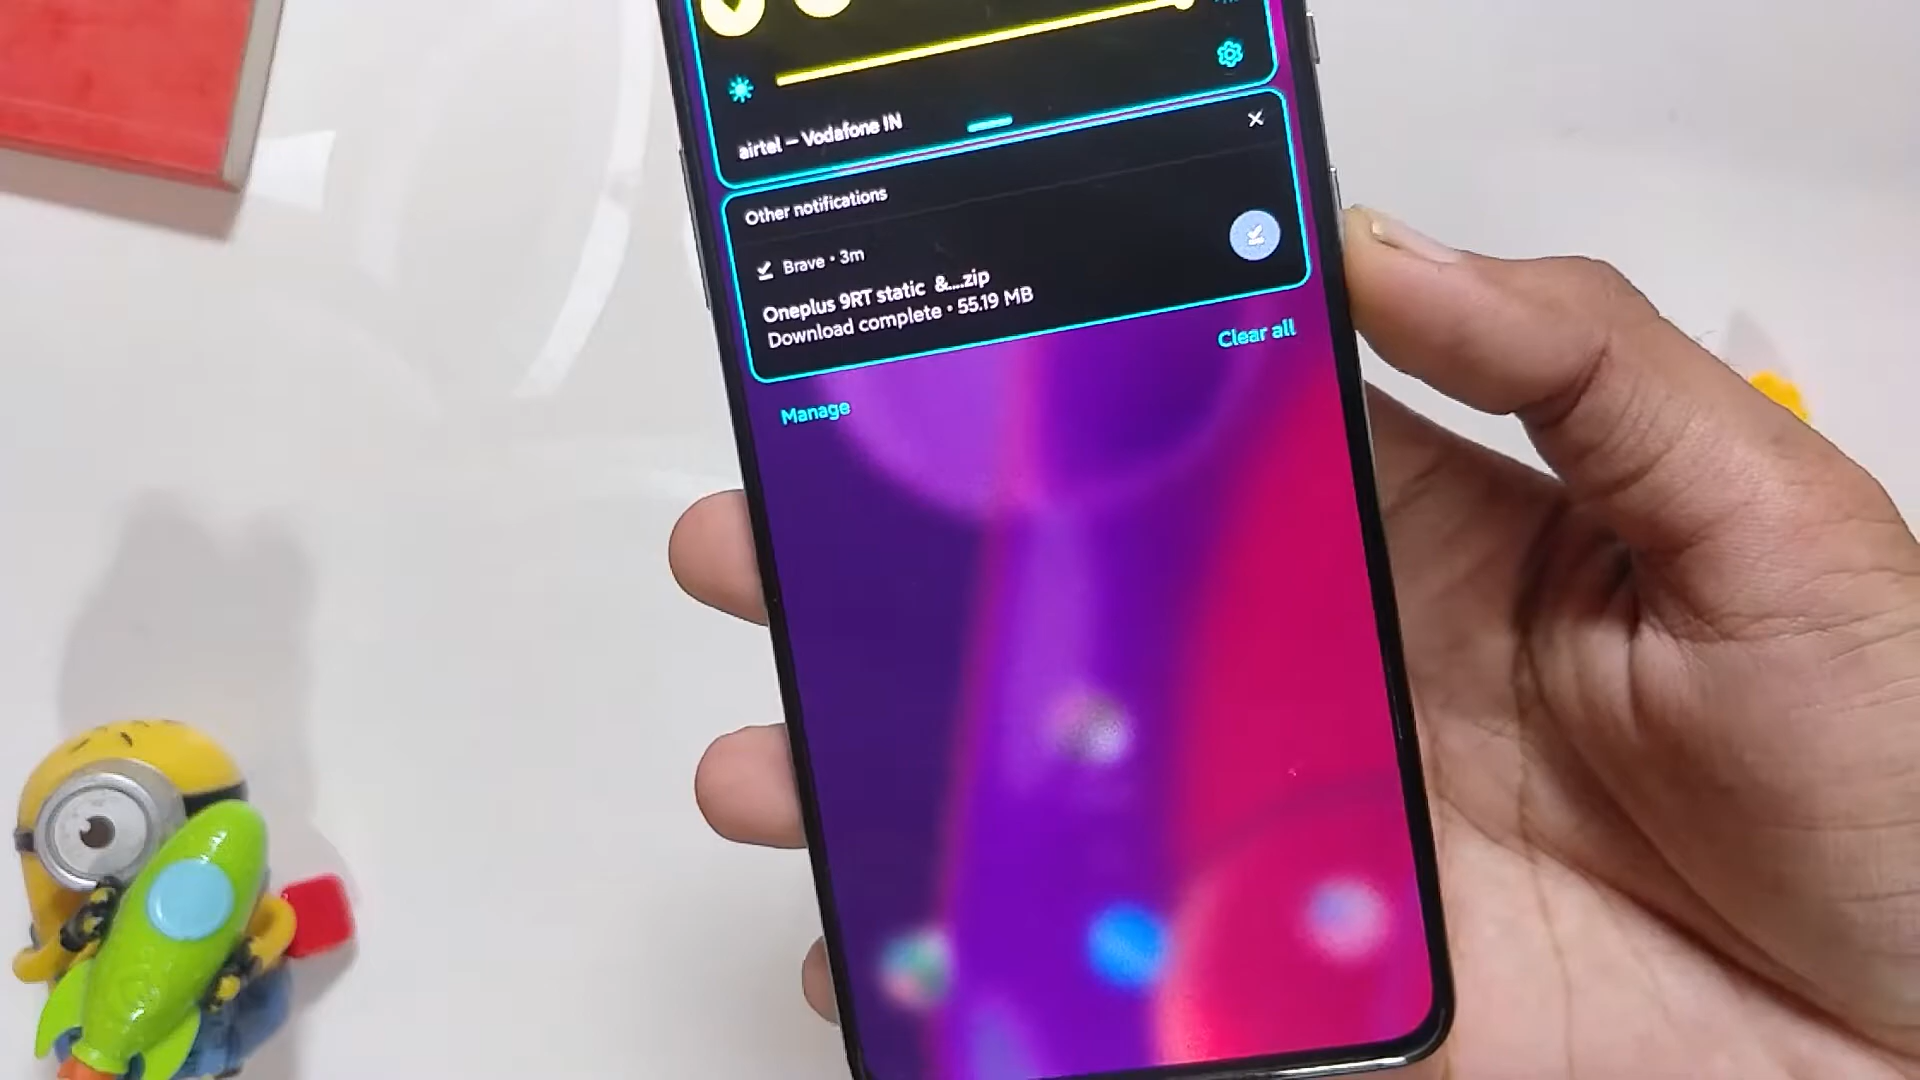 airtel – Vodafone IN
Other notifications
Brave • 3m
Oneplus 9RT static &....zip
Download complete • 55.19 MB
Clear all
Manage